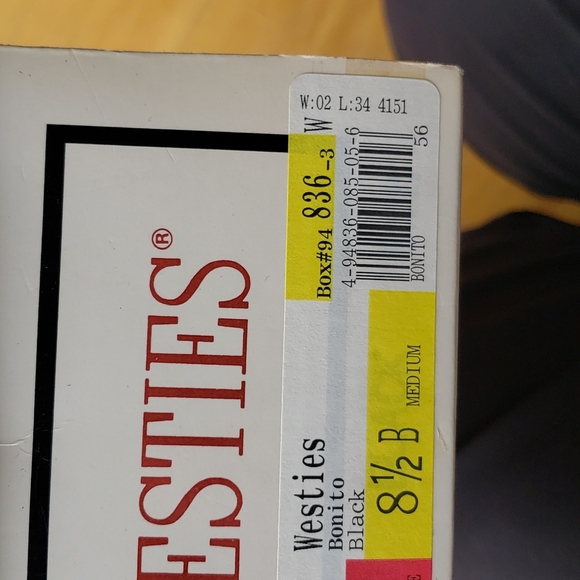 W:02 L:34 4151
ESTIES®
Box#94 836-3 W
4-94836-085-05-6
56
BONITO
Westies
Bonito
Black
8½ B MEDIUM